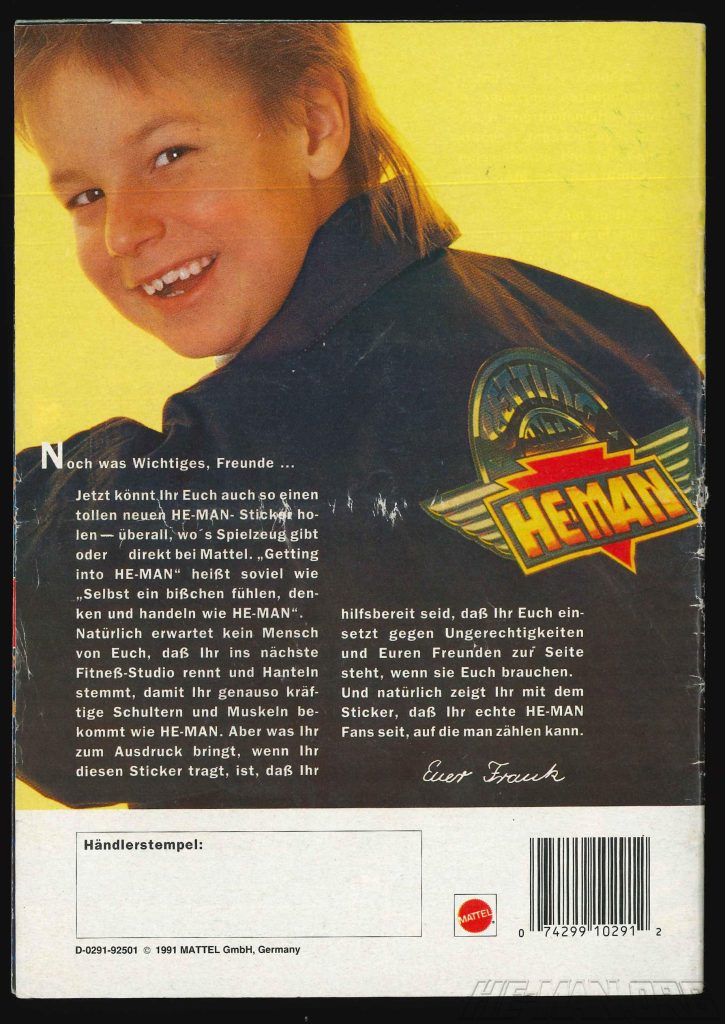 GETTING
INTO
HE-MAN
Noch was Wichtiges, Freunde ...
Jetzt könnt Ihr Euch auch so einen
tollen neuen HE-MAN- Sticker ho-
len — überall, wo´s Spielzeug gibt
oder direkt bei Mattel. „Getting
into HE-MAN“ heißt soviel wie
„Selbst ein bißchen fühlen, den-
ken und handeln wie HE-MAN“.
Natürlich erwartet kein Mensch
von Euch, daß Ihr ins nächste
Fitneß-Studio rennt und Hanteln
stemmt, damit Ihr genauso kräf-
tige Schultern und Muskeln be-
kommt wie HE-MAN. Aber was Ihr
zum Ausdruck bringt, wenn Ihr
diesen Sticker tragt, ist, daß Ihr
hilfsbereit seid, daß Ihr Euch ein-
setzt gegen Ungerechtigkeiten
und Euren Freunden zur Seite
steht, wenn sie Euch brauchen.
Und natürlich zeigt Ihr mit dem
Sticker, daß Ihr echte HE-MAN
Fans seit, auf die man zählen kann.
Euer Frank
Händlerstempel:
MATTEL
0 74299 10291 2
D-0291-92501 © 1991 MATTEL GmbH, Germany
HE-MAN.ORG